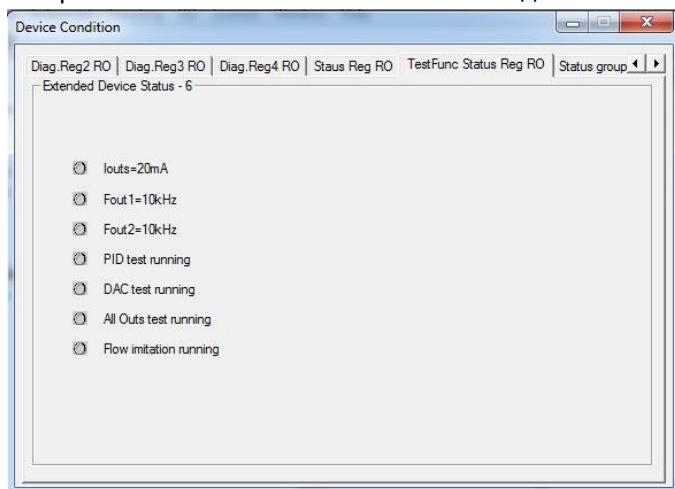 Device Condition
Diag.Reg2 RO Diag.Reg3 RO Diag.Reg4 RO Staus Reg RO TestFunc Status Reg RO Status group
Extended Device Status - 6
Iouts=20mA
Fout1=10kHz
Fout2=10kHz
PID test running
DAC test running
All Outs test running
Flow imitation running